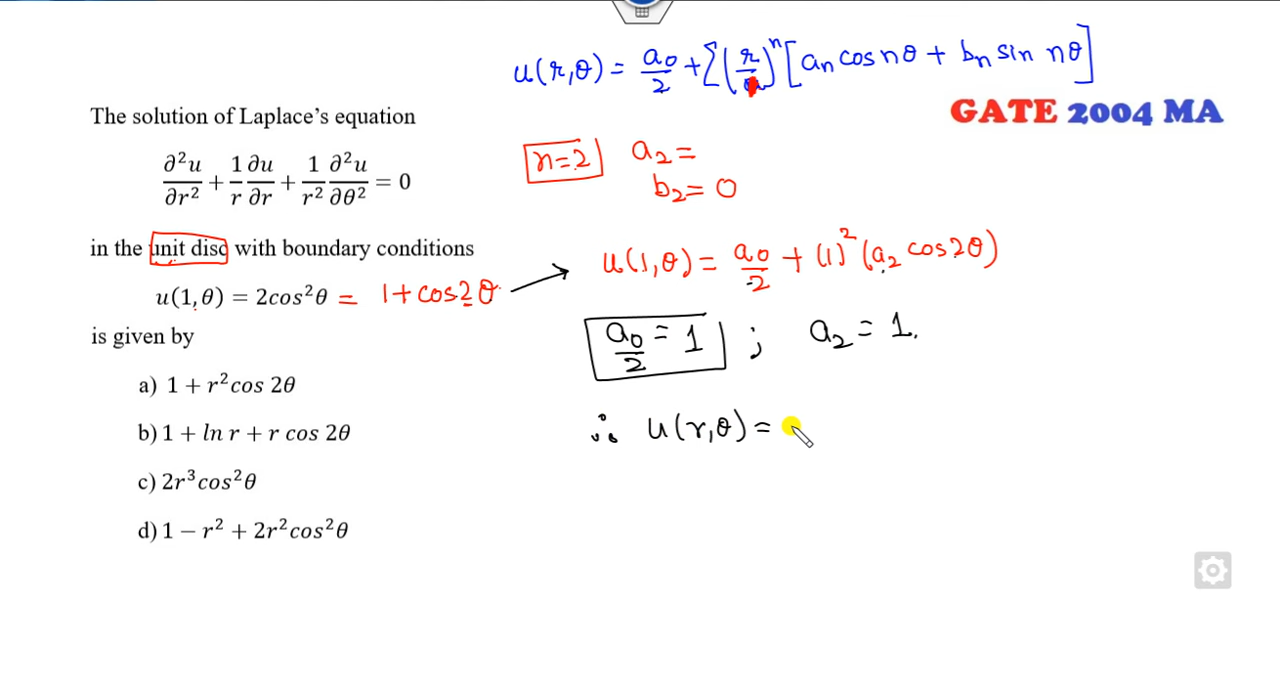 u(r,θ) = a₀/2 + Σ(r/1)ⁿ [aₙ cos nθ + bₙ sin nθ]
GATE 2004 MA
The solution of Laplace's equation
∂²u/∂r² + 1/r ∂u/∂r + 1/r² ∂²u/∂θ² = 0
n=2 a₂ =
b₂ = 0
in the unit disc with boundary conditions
u(1,θ) = a₀/2 + (1)² (a₂ cos2θ)
u(1,θ) = 2cos²θ = 1 + cos2θ
is given by
a₀/2 = 1 ; a₂ = 1.
a) 1 + r²cos 2θ
b) 1 + ln r + r cos 2θ
∴ u(r,θ) =
c) 2r³cos²θ
d) 1 − r² + 2r²cos²θ